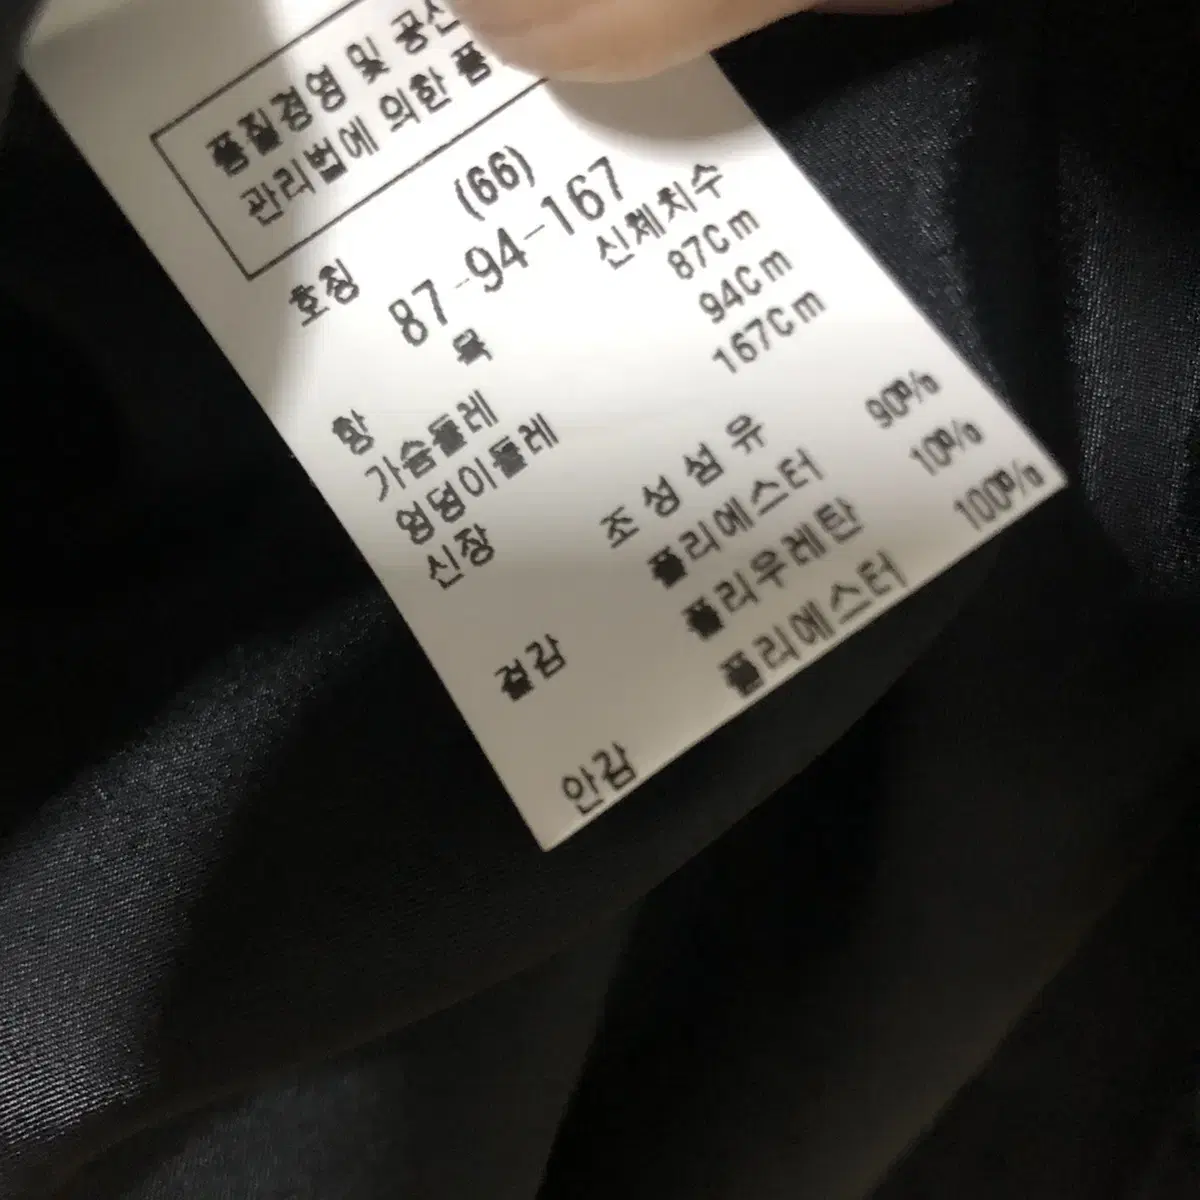 품질경영 및 공산
관리법에 의한 품
호칭 (66)
87-94-167
항 목 신체치수
가슴둘레 87Cm
엉덩이둘레 94Cm
신장 167Cm
조성섬유
겉감 폴리에스터 90%
폴리우레탄 10%
안감 폴리에스터 100%